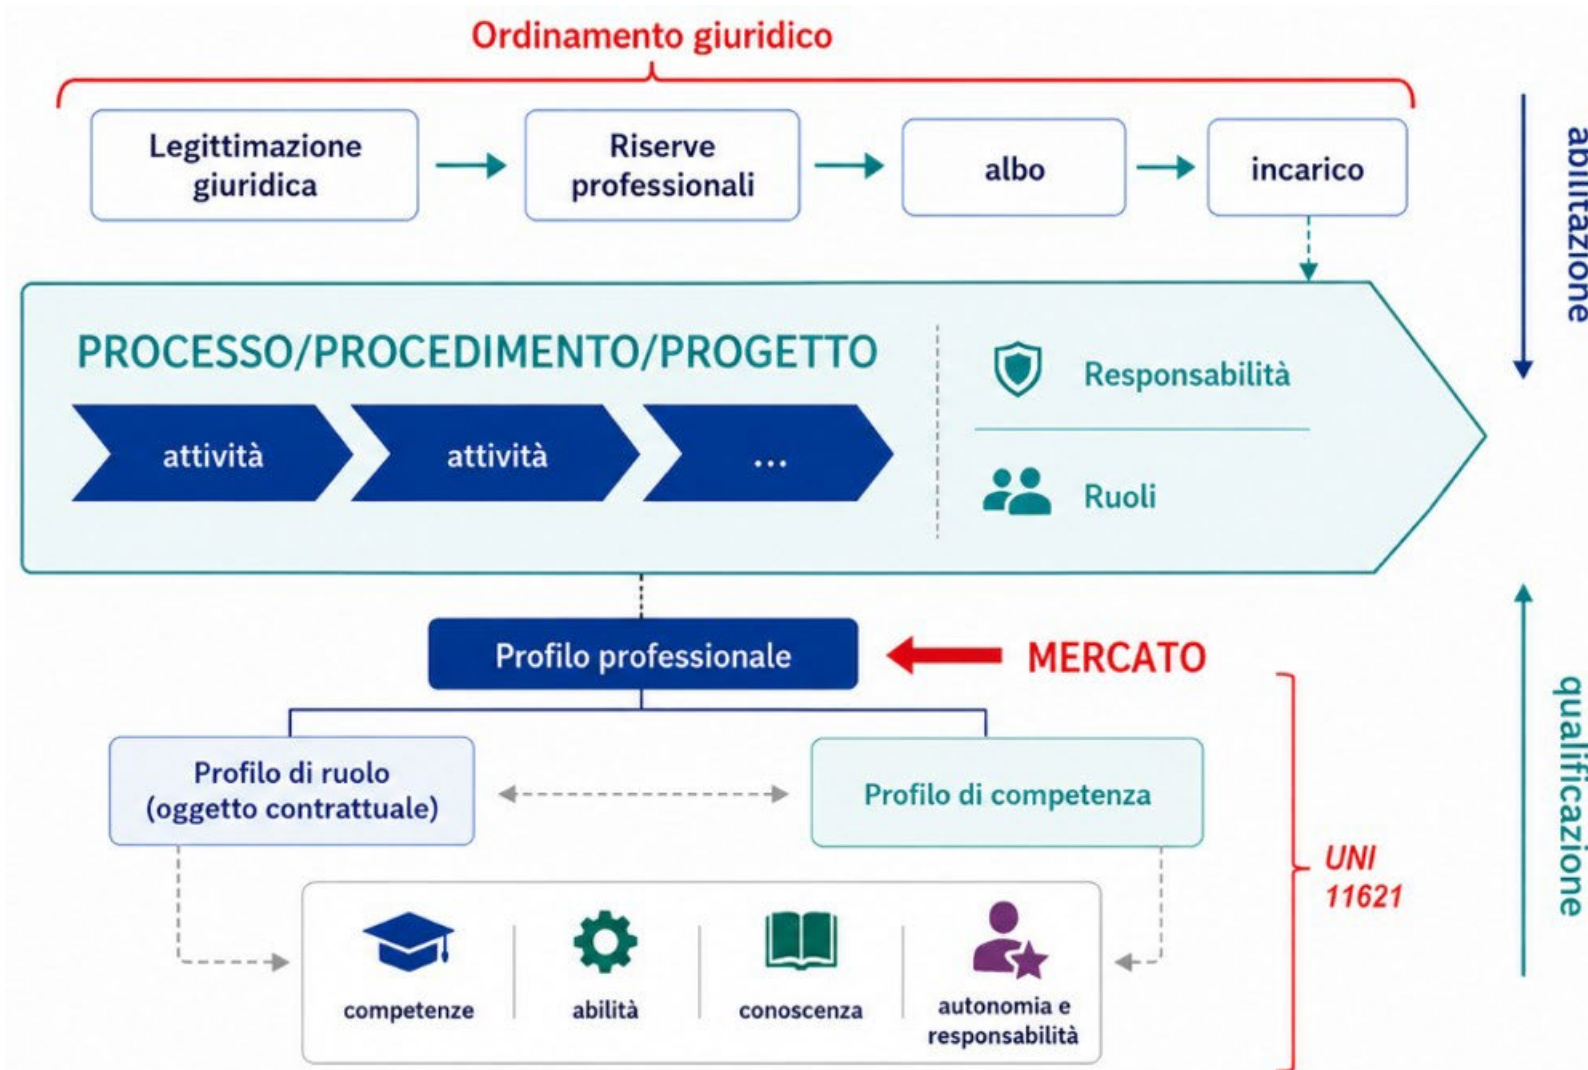 Ordinamento giuridico
Legittimazione
giuridica
Riserve
professionali
albo
incarico
abilitazione
PROCESSO/PROCEDIMENTO/PROGETTO
attività
attività
...
Responsabilità
Ruoli
Profilo professionale
MERCATO
Profilo di ruolo
(oggetto contrattuale)
Profilo di competenza
UNI
11621
qualificazione
competenze
abilità
conoscenza
autonomia e
responsabilità